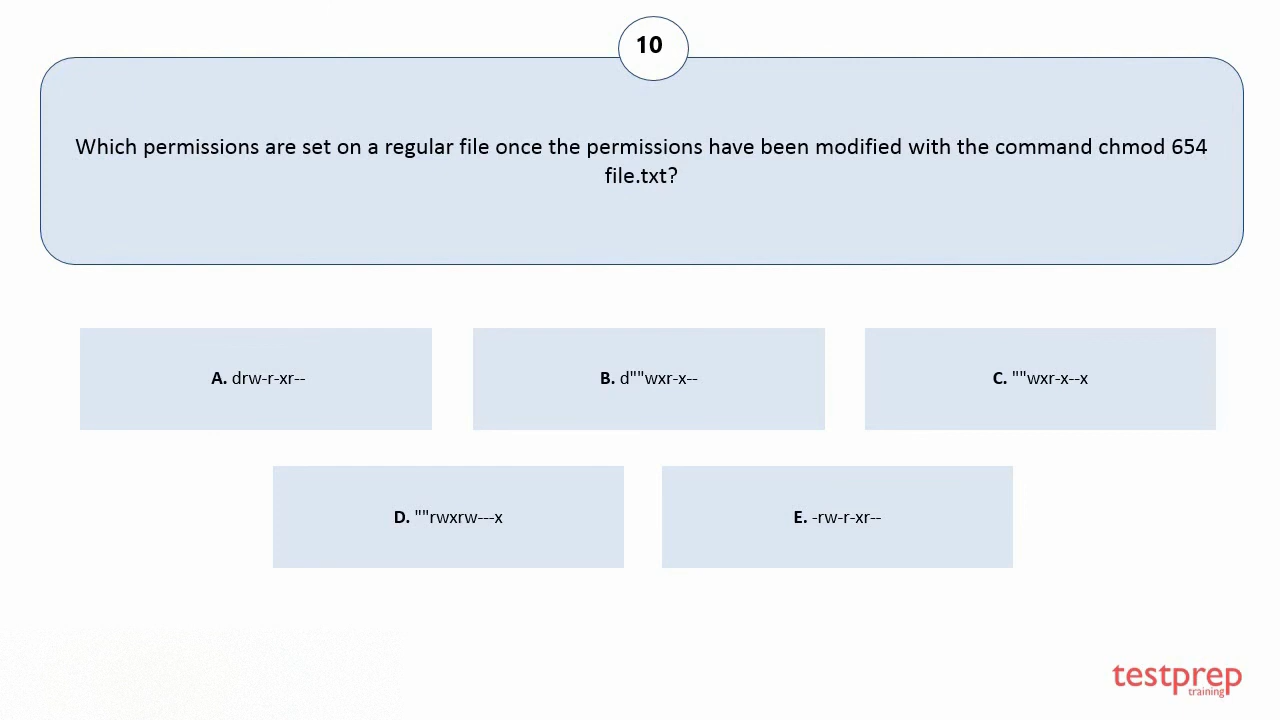 10
Which permissions are set on a regular file once the permissions have been modified with the command chmod 654
file.txt?
A. drw-r-xr--
B. d""wxr-x--
C. ""wxr-x--x
D. ""rwxrw---x
E. -rw-r-xr--
testprep
training